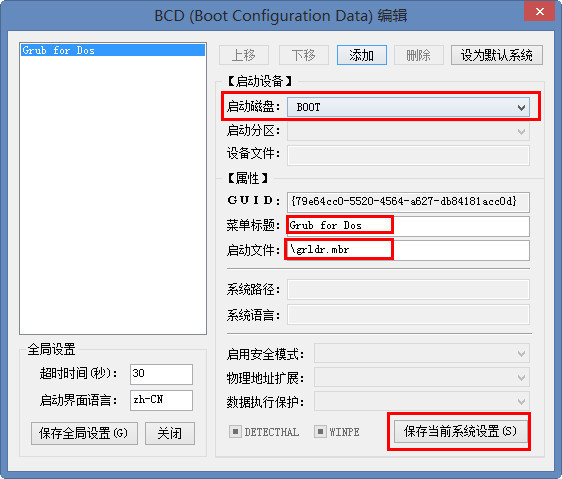 BCD (Boot Configuration Data) 编辑
Grub for Dos
上移 下移 添加 删除 设为默认系统
【启动设备】
启动磁盘: BOOT
启动分区:
设备文件:
【属性】
GUID: {79e64cc0-5520-4564-a627-db84181acc0d}
菜单标题: Grub for Dos
启动文件: \grldr.mbr
系统路径:
系统语言:
启用安全模式:
物理地址扩展:
数据执行保护:
DETECTHAL WINPE 保存当前系统设置(S)
全局设置
超时时间(秒): 30
启动界面语言: zh-CN
保存全局设置(G) 关闭